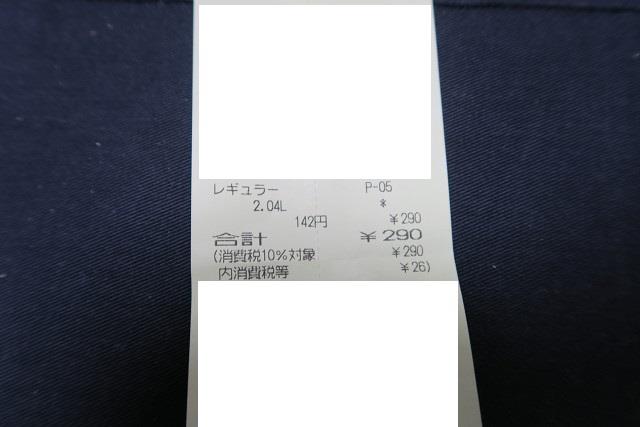 レギュラー P-05
2.04L *
142円 ¥290
合計 ¥290
(消費税10%対象 ¥290
内消費税等 ¥26)